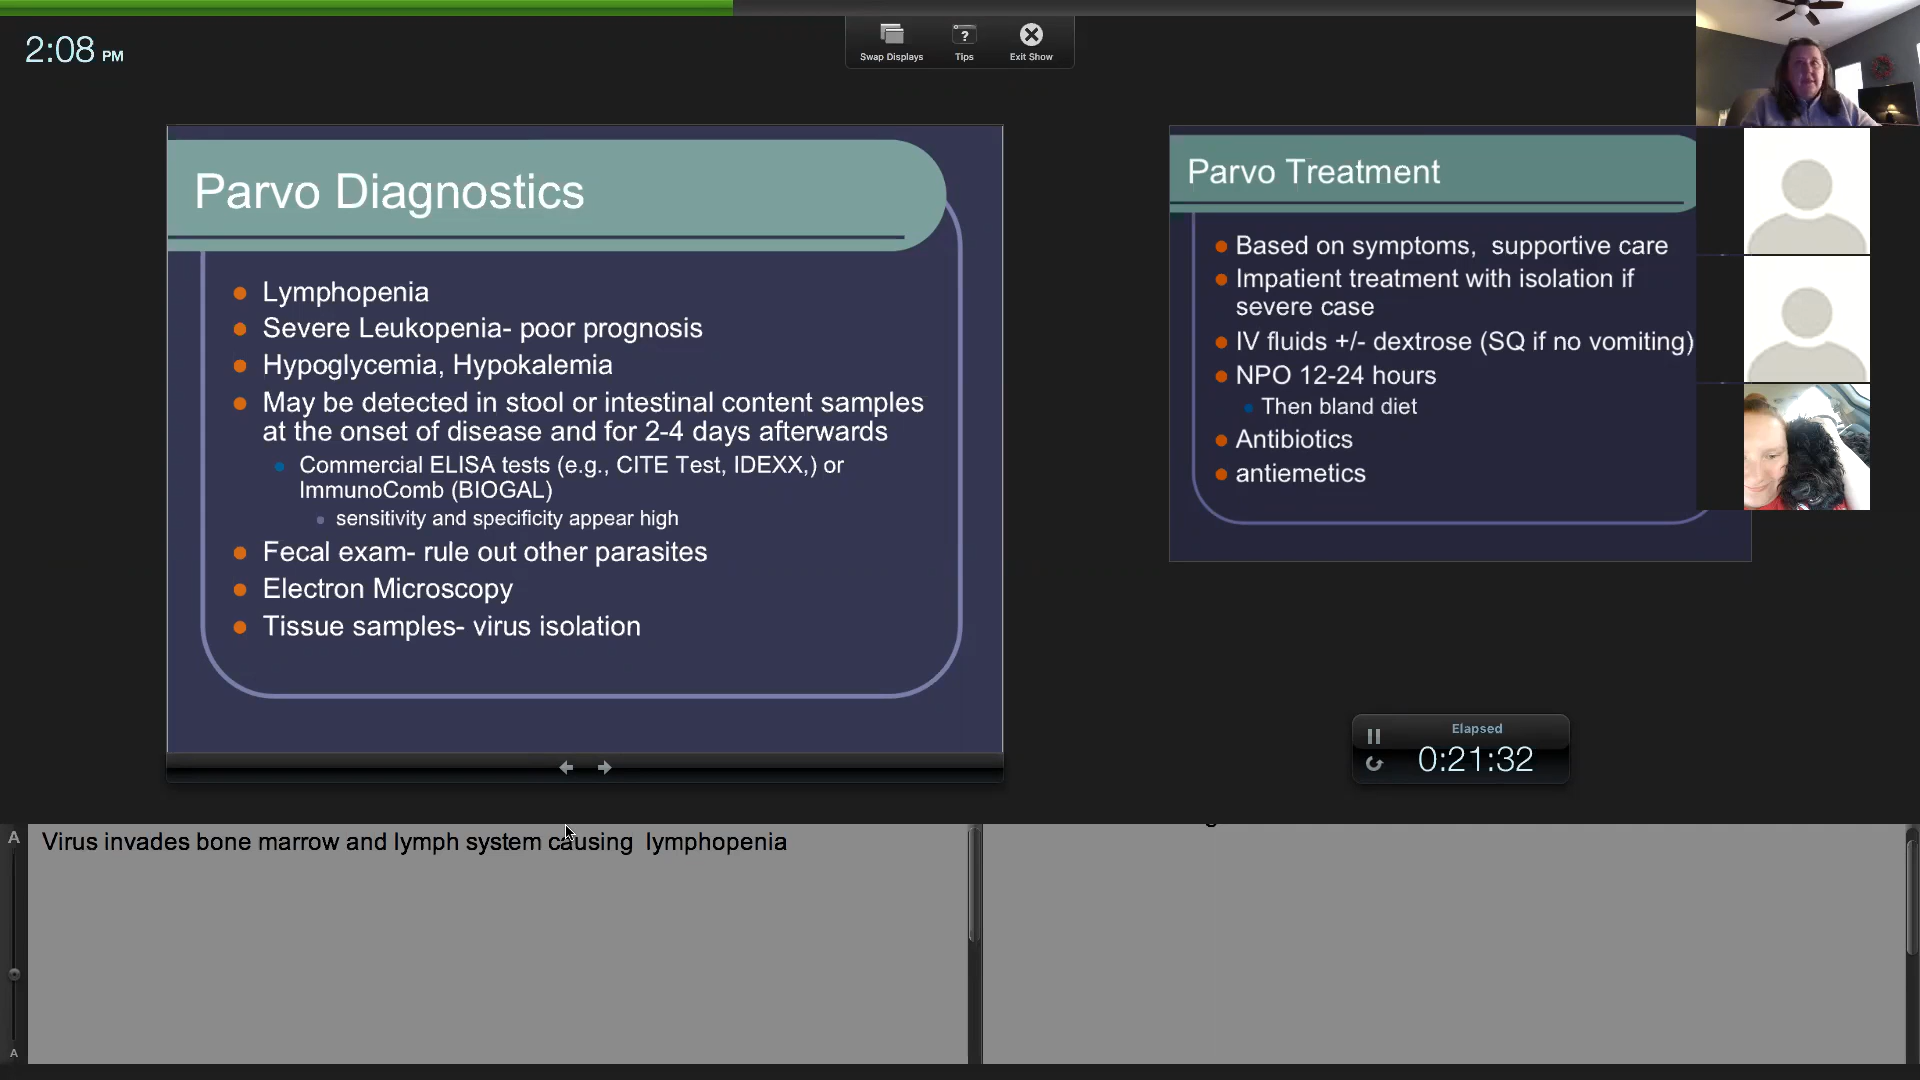 2:08 PM
Swap Displays
Tips
Exit Show
Parvo Diagnostics
Lymphopenia
Severe Leukopenia- poor prognosis
Hypoglycemia, Hypokalemia
May be detected in stool or intestinal content samples
at the onset of disease and for 2-4 days afterwards
Commercial ELISA tests (e.g., CITE Test, IDEXX,) or
ImmunoComb (BIOGAL)
sensitivity and specificity appear high
Fecal exam- rule out other parasites
Electron Microscopy
Tissue samples- virus isolation
Parvo Treatment
Based on symptoms,  supportive care
Impatient treatment with isolation if
severe case
IV fluids +/- dextrose (SQ if no vomiting)
NPO 12-24 hours
Then bland diet
Antibiotics
antiemetics
Elapsed
0:21:32
A
Virus invades bone marrow and lymph system causing  lymphopenia
A